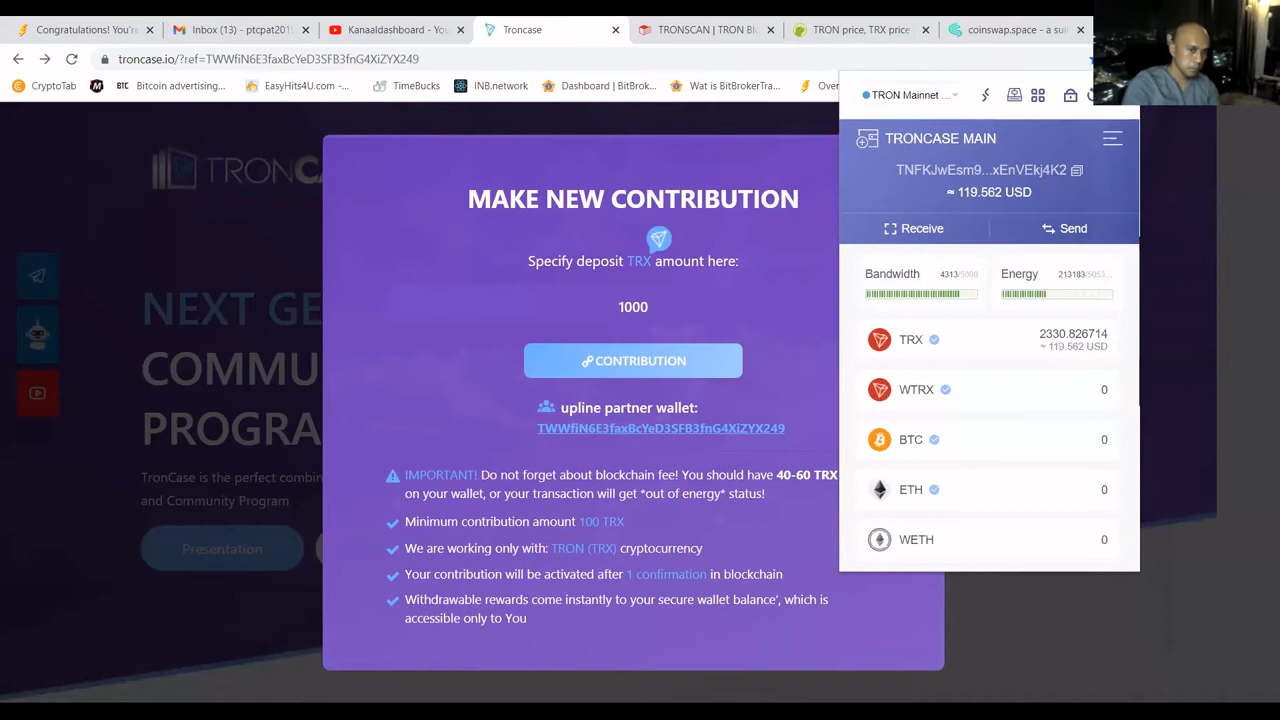 Congratulations! You're
Inbox (13) - ptcpat201
Kanaaldashboard - You
Troncase
TRONSCAN | TRON Bl
TRON price, TRX price
coinswap.space - a sui
troncase.io/?ref=TWWfiN6E3faxBcYeD3SFB3fnG4XiZYX249
CryptoTab
BTC Bitcoin advertising...
EasyHits4U.com -...
TimeBucks
INB.network
Dashboard | BitBrok...
Wat is BitBrokerTra...
Over
TRON Mainnet ...
TRONCASE MAIN
TNFKJwEsm9...xEnVEkj4K2
≈ 119.562 USD
Receive
Send
Bandwidth 4313/5000
Energy 213183/5053...
TRX 2330.826714
≈ 119.562 USD
WTRX 0
BTC 0
ETH 0
WETH 0
TRONCA
NEXT GE
COMMU
PROGRA
TronCase is the perfect combin
and Community Program
Presentation
MAKE NEW CONTRIBUTION
Specify deposit TRX amount here:
1000
CONTRIBUTION
upline partner wallet:
TWWfiN6E3faxBcYeD3SFB3fnG4XiZYX249
IMPORTANT! Do not forget about blockchain fee! You should have 40-60 TRX
on your wallet, or your transaction will get *out of energy* status!
Minimum contribution amount 100 TRX
We are working only with: TRON (TRX) cryptocurrency
Your contribution will be activated after 1 confirmation in blockchain
Withdrawable rewards come instantly to your secure wallet balance‘, which is
accessible only to You